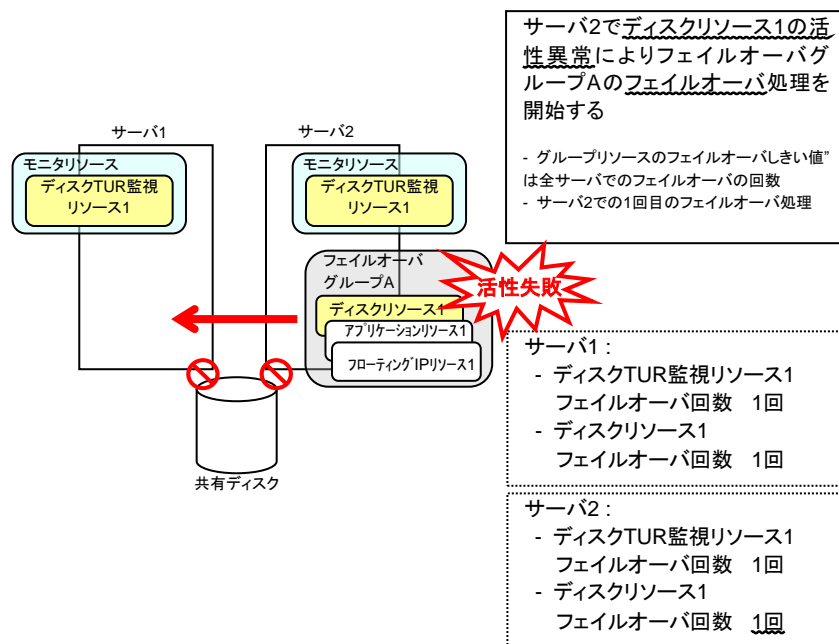 サーバ2でディスクリソース1の活
性異常によりフェイルオーバグ
ループAのフェイルオーバ処理を
開始する
- グループリソースのフェイルオーバしきい値”
は全サーバでのフェイルオーバの回数
- サーバ2での1回目のフェイルオーバ処理
サーバ1
サーバ2
モニタリソース
ディスクTUR監視
リソース1
モニタリソース
ディスクTUR監視
リソース1
フェイルオーバ
グループA
活性失敗
ディスクリソース1
アプリケーションリソース1
フローティングIPリソース1
共有ディスク
サーバ1 :
- ディスクTUR監視リソース1
フェイルオーバ回数 1回
- ディスクリソース1
フェイルオーバ回数 1回
サーバ2 :
- ディスクTUR監視リソース1
フェイルオーバ回数 1回
- ディスクリソース1
フェイルオーバ回数 1回